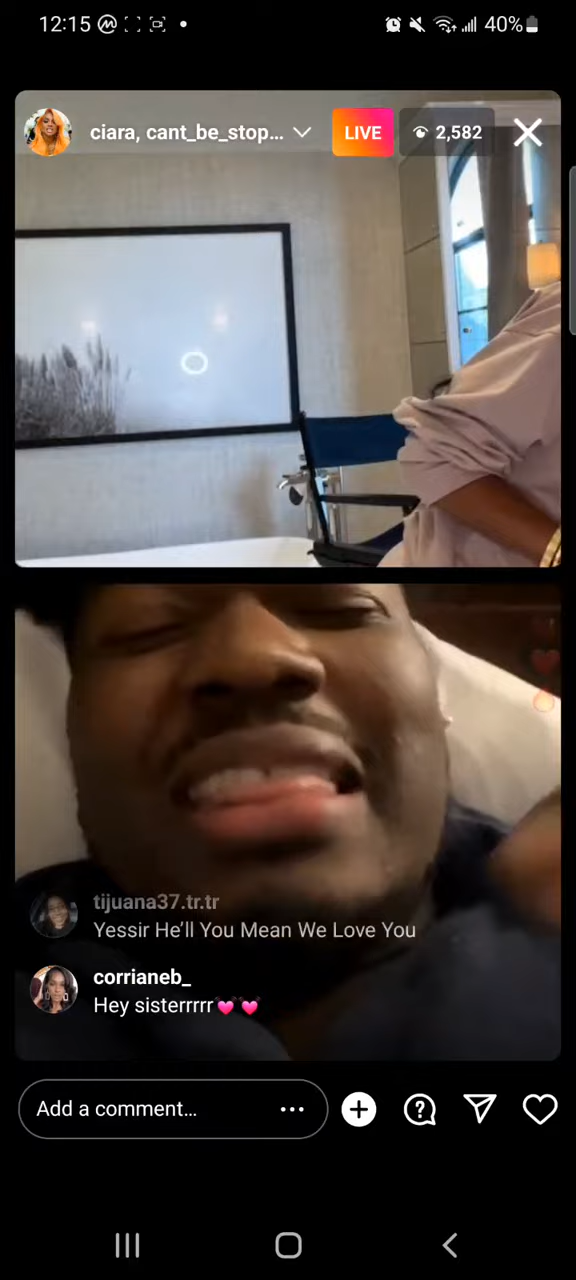 12:15
40%
ciara, cant_be_stop...
LIVE
2,582
tijuana37.tr.tr
Yessir He'll You Mean We Love You
corrianeb_
Hey sisterrrrr💕💕
Add a comment...